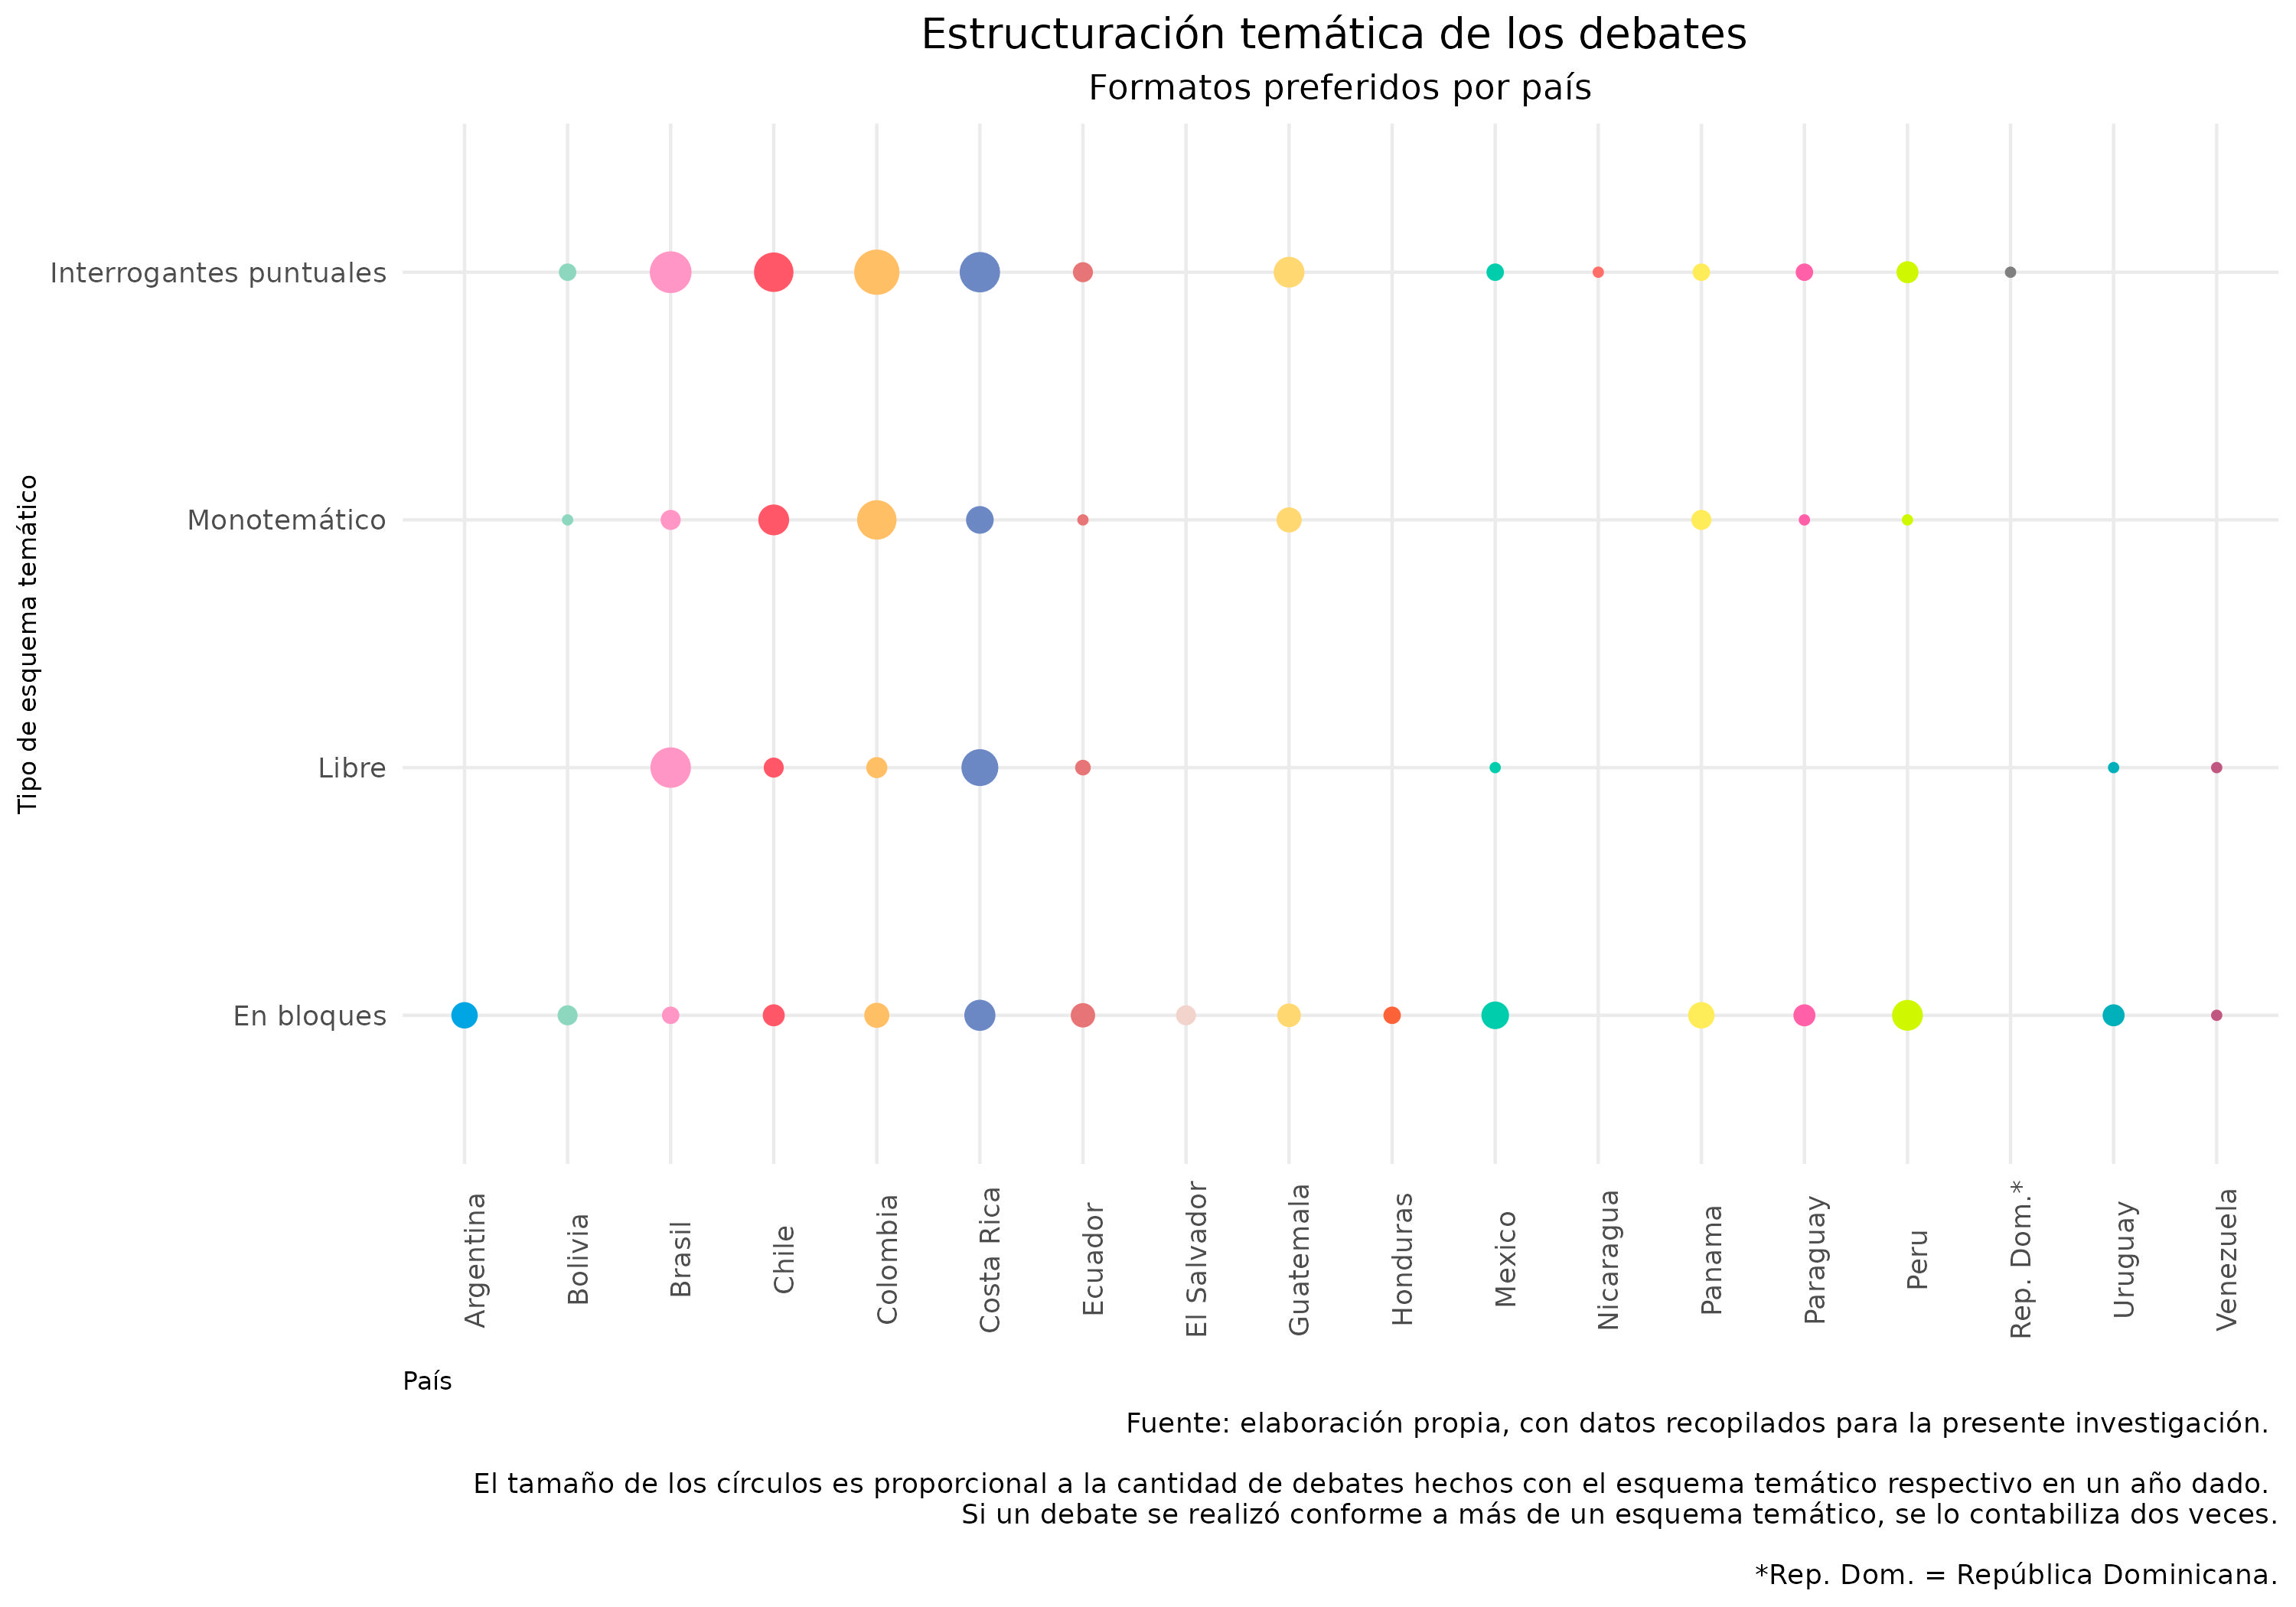 Estructuración temática de los debates
Formatos preferidos por país
Tipo de esquema temático
Interrogantes puntuales
Monotemático
Libre
En bloques
Argentina
Bolivia
Brasil
Chile
Colombia
Costa Rica
Ecuador
El Salvador
Guatemala
Honduras
Mexico
Nicaragua
Panama
Paraguay
Peru
Rep. Dom.*
Uruguay
Venezuela
País
Fuente: elaboración propia, con datos recopilados para la presente investigación.
El tamaño de los círculos es proporcional a la cantidad de debates hechos con el esquema temático respectivo en un año dado.
Si un debate se realizó conforme a más de un esquema temático, se lo contabiliza dos veces.
*Rep. Dom. = República Dominicana.